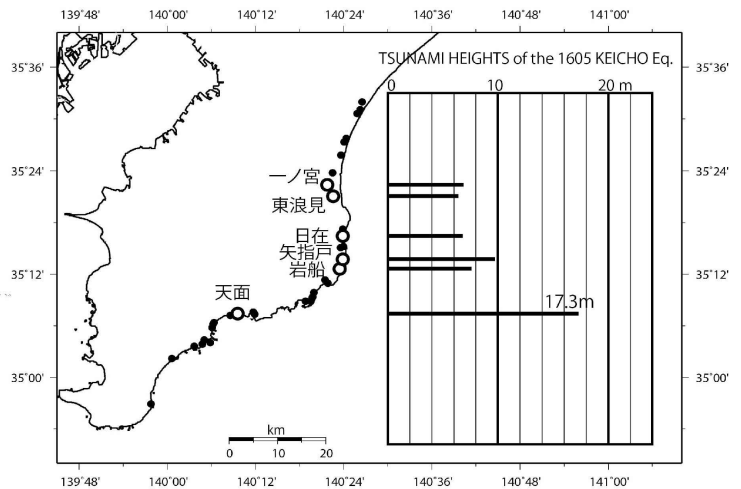 139˚48' 140˚00' 140˚12' 140˚24' 140˚36' 140˚48' 141˚00'
TSUNAMI HEIGHTS of the 1605 KEICHO Eq.
35˚36' 35˚36'
0 10 20 m
35˚24' 35˚24'
一ノ宮
東浪見
日在
矢指戸
岩船
35˚12' 35˚12'
天面
17.3m
35˚00' 35˚00'
km
0 10 20
139˚48' 140˚00' 140˚12' 140˚24' 140˚36' 140˚48' 141˚00'